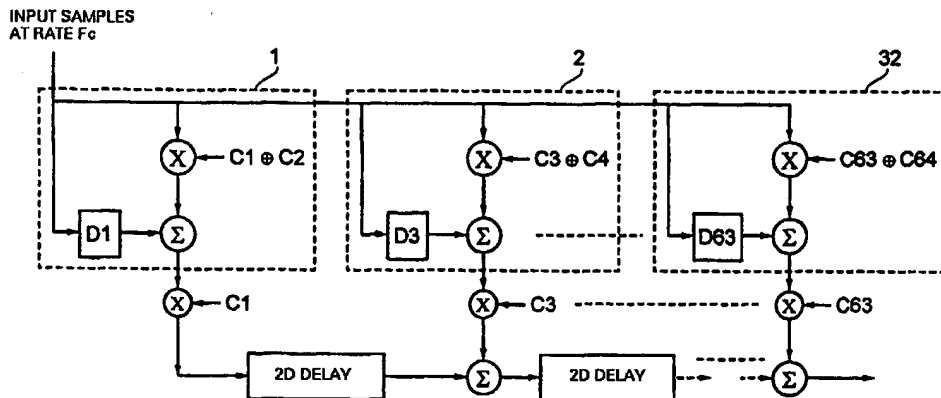 INPUT SAMPLES
AT RATE Fc
1
2
32
X
C1 ⊕ C2
X
C3 ⊕ C4
X
C63 ⊕ C64
D1
Σ
D3
Σ
D63
Σ
X
C1
X
C3
X
C63
2D DELAY
Σ
2D DELAY
Σ